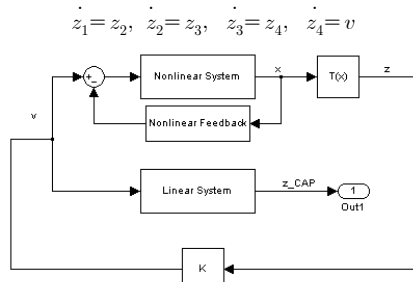 ż₁ = z₂, ż₂ = z₃, ż₃ = z₄, ż₄ = v
Nonlinear System
x
T(x)
z
+
-
Nonlinear Feedback
v
Linear System
z_CAP
1
Out1
K